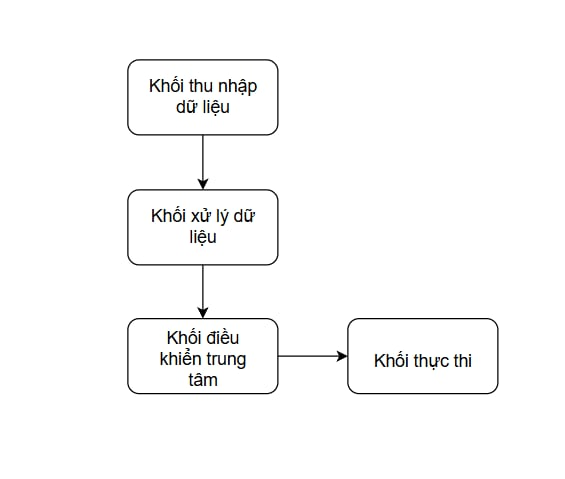 Khối thu nhập
dữ liệu
Khối xử lý dữ
liệu
Khối điều
khiển trung
tâm
Khối thực thi